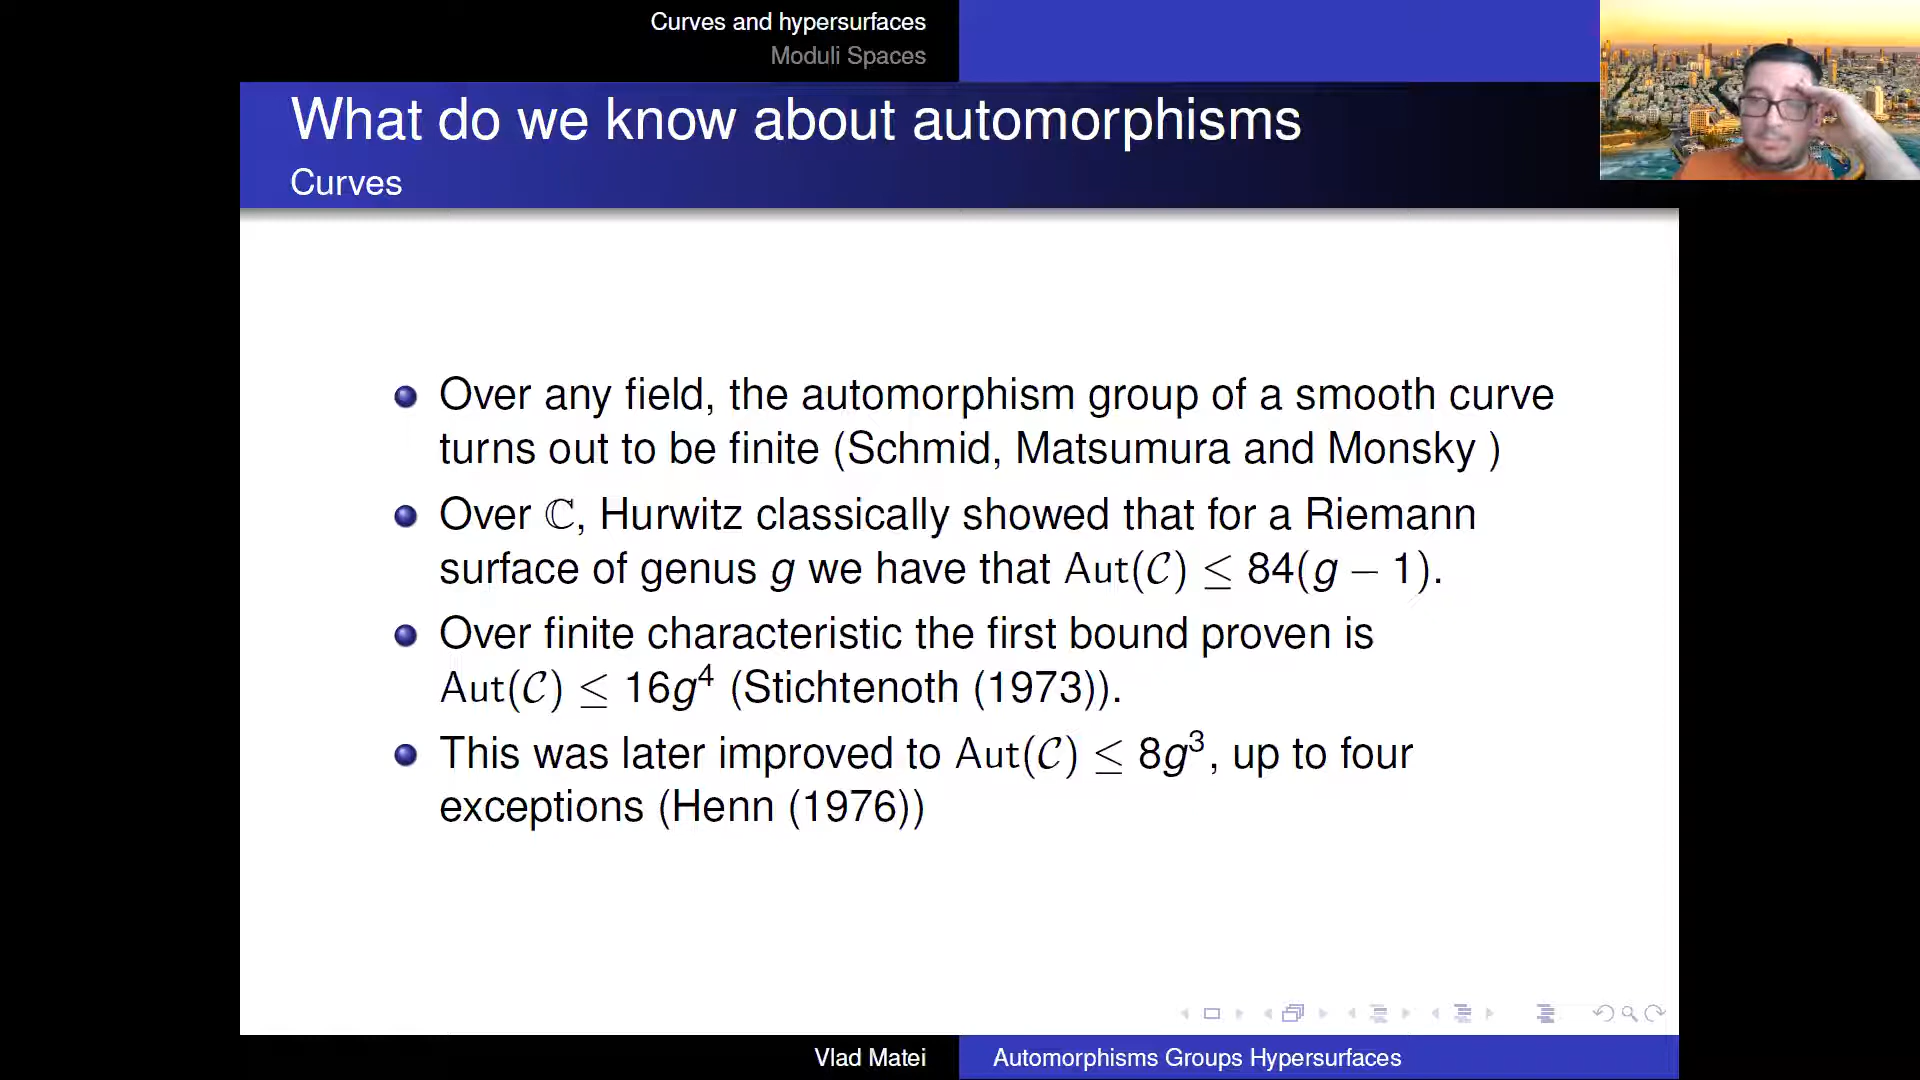 Curves and hypersurfaces
Moduli Spaces
What do we know about automorphisms
Curves
Over any field, the automorphism group of a smooth curve
turns out to be finite (Schmid, Matsumura and Monsky )
Over ℂ, Hurwitz classically showed that for a Riemann
surface of genus g we have that Aut(𝒞) ≤ 84(g − 1).
Over finite characteristic the first bound proven is
Aut(𝒞) ≤ 16g⁴ (Stichtenoth (1973)).
This was later improved to Aut(𝒞) ≤ 8g³, up to four
exceptions (Henn (1976))
Vlad Matei
Automorphisms Groups Hypersurfaces